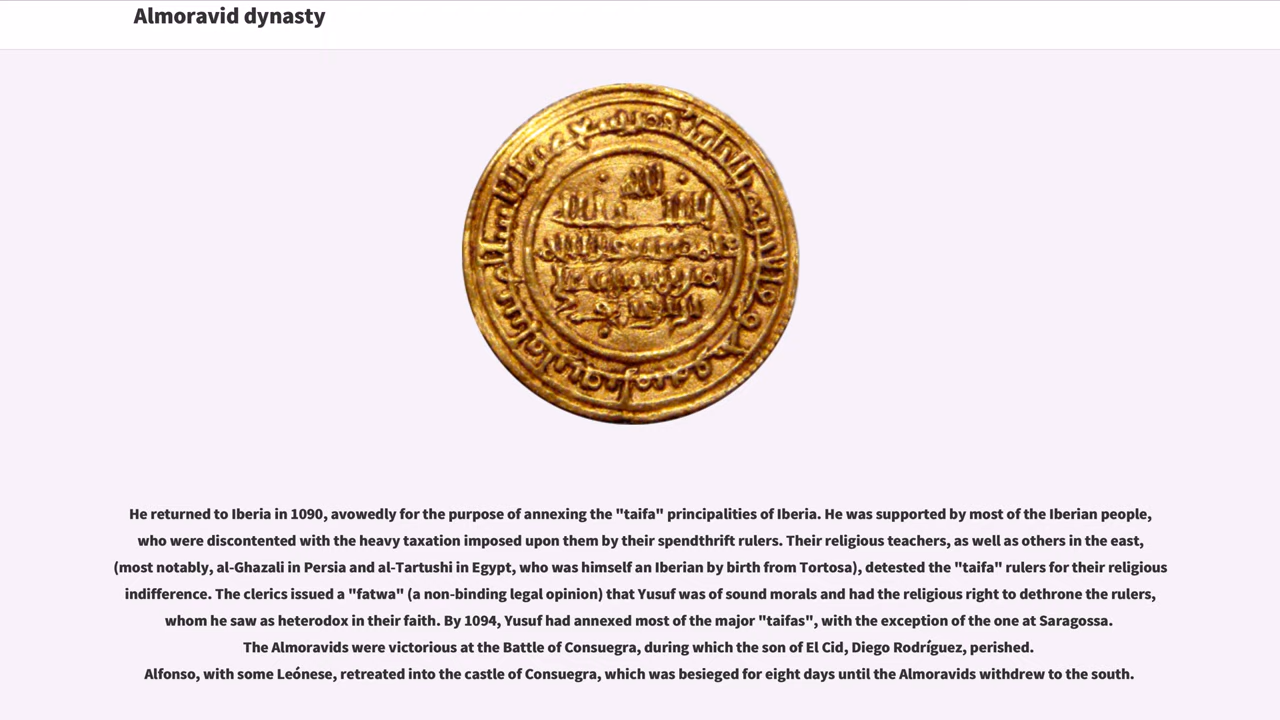 Almoravid dynasty
الله
He returned to Iberia in 1090, avowedly for the purpose of annexing the "taifa" principalities of Iberia. He was supported by most of the Iberian people,
who were discontented with the heavy taxation imposed upon them by their spendthrift rulers. Their religious teachers, as well as others in the east,
(most notably, al-Ghazali in Persia and al-Tartushi in Egypt, who was himself an Iberian by birth from Tortosa), detested the "taifa" rulers for their religious
indifference. The clerics issued a "fatwa" (a non-binding legal opinion) that Yusuf was of sound morals and had the religious right to dethrone the rulers,
whom he saw as heterodox in their faith. By 1094, Yusuf had annexed most of the major "taifas", with the exception of the one at Saragossa.
The Almoravids were victorious at the Battle of Consuegra, during which the son of El Cid, Diego Rodríguez, perished.
Alfonso, with some Leónese, retreated into the castle of Consuegra, which was besieged for eight days until the Almoravids withdrew to the south.